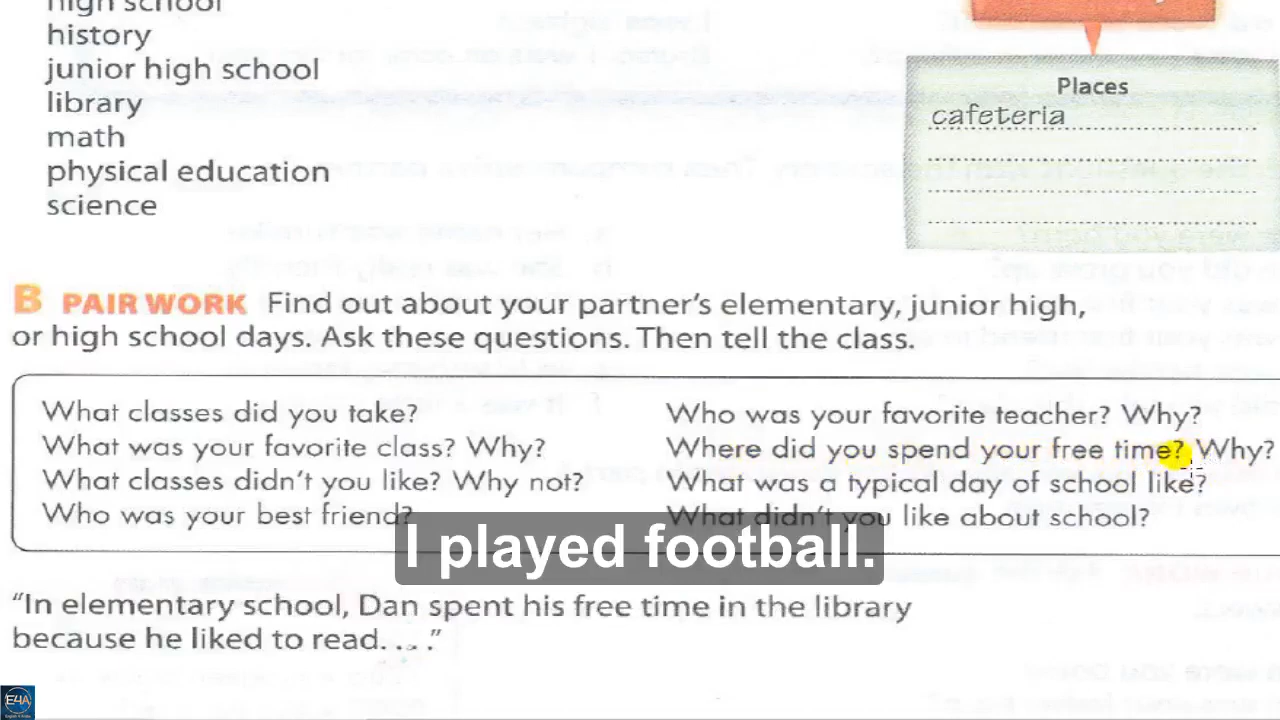 high school
history
junior high school
library
math
physical education
science
Places
cafeteria
B PAIR WORK Find out about your partner's elementary, junior high,
or high school days. Ask these questions. Then tell the class.
What classes did you take?
What was your favorite class? Why?
What classes didn't you like? Why not?
Who was your best friend?
Who was your favorite teacher? Why?
Where did you spend your free time? Why?
What was a typical day of school like?
What didn't you like about school?
I played football.
"In elementary school, Dan spent his free time in the library
because he liked to read. . . ."
E4A